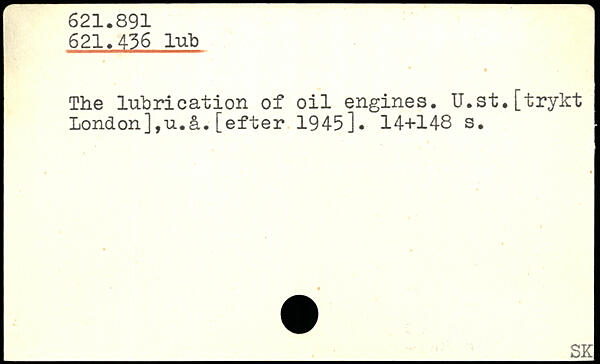 621.891
621.436 lub
The lubrication of oil engines. U.st.[trykt
London],u.å.[efter 1945]. 14+148 s.
SK